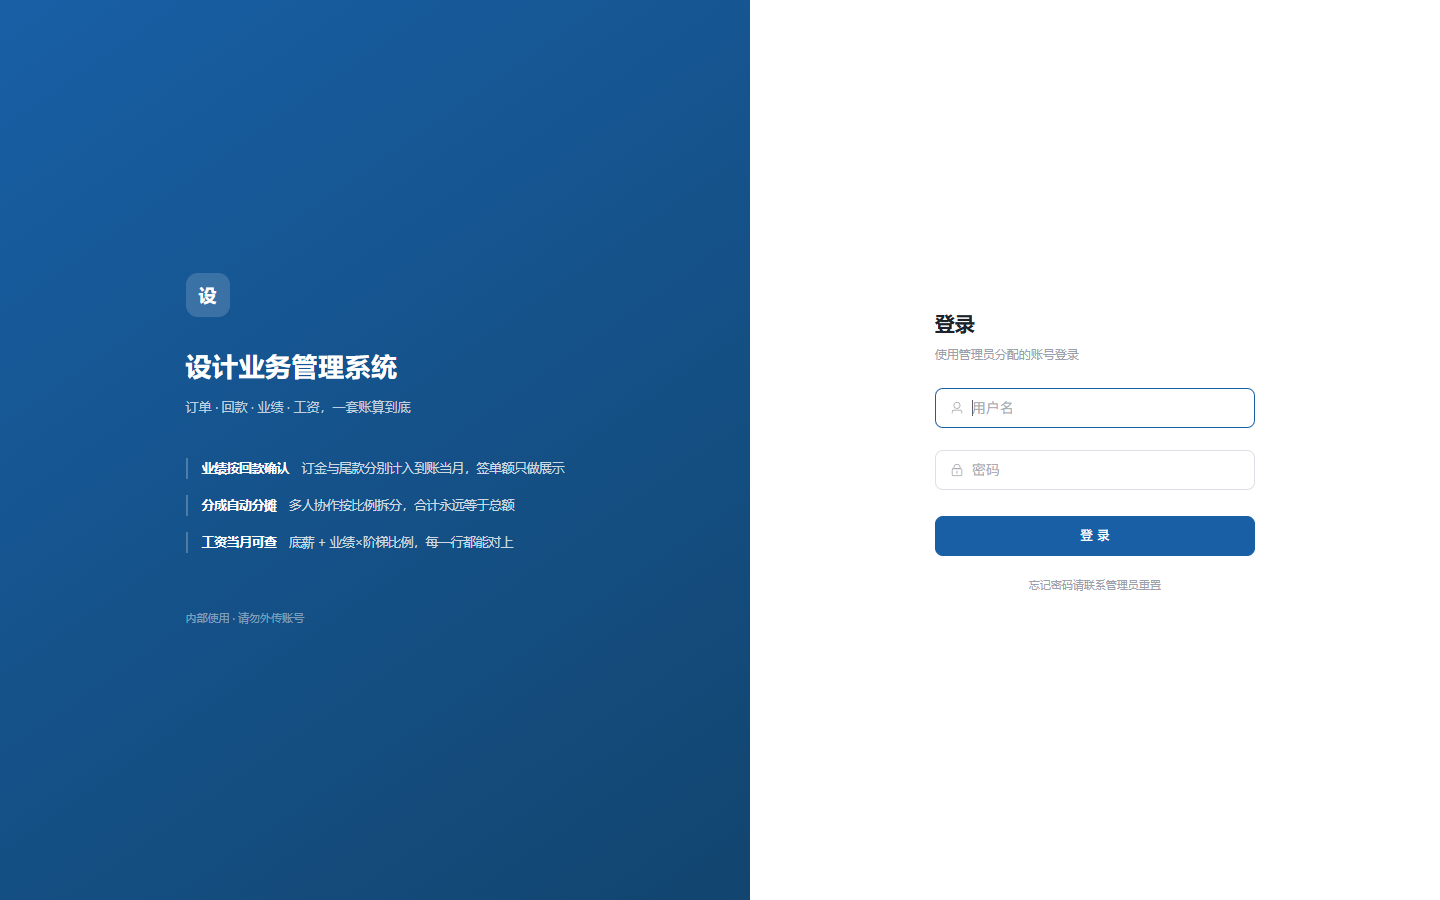 设
设计业务管理系统
订单 · 回款 · 业绩 · 工资，一套账算到底
业绩按回款确认 订金与尾款分别计入到账当月，签单额只做展示
分成自动分摊 多人协作按比例拆分，合计永远等于总额
工资当月可查 底薪 + 业绩×阶梯比例，每一行都能对上
内部使用 · 请勿外传账号
登录
使用管理员分配的账号登录
用户名
密码
登 录
忘记密码请联系管理员重置